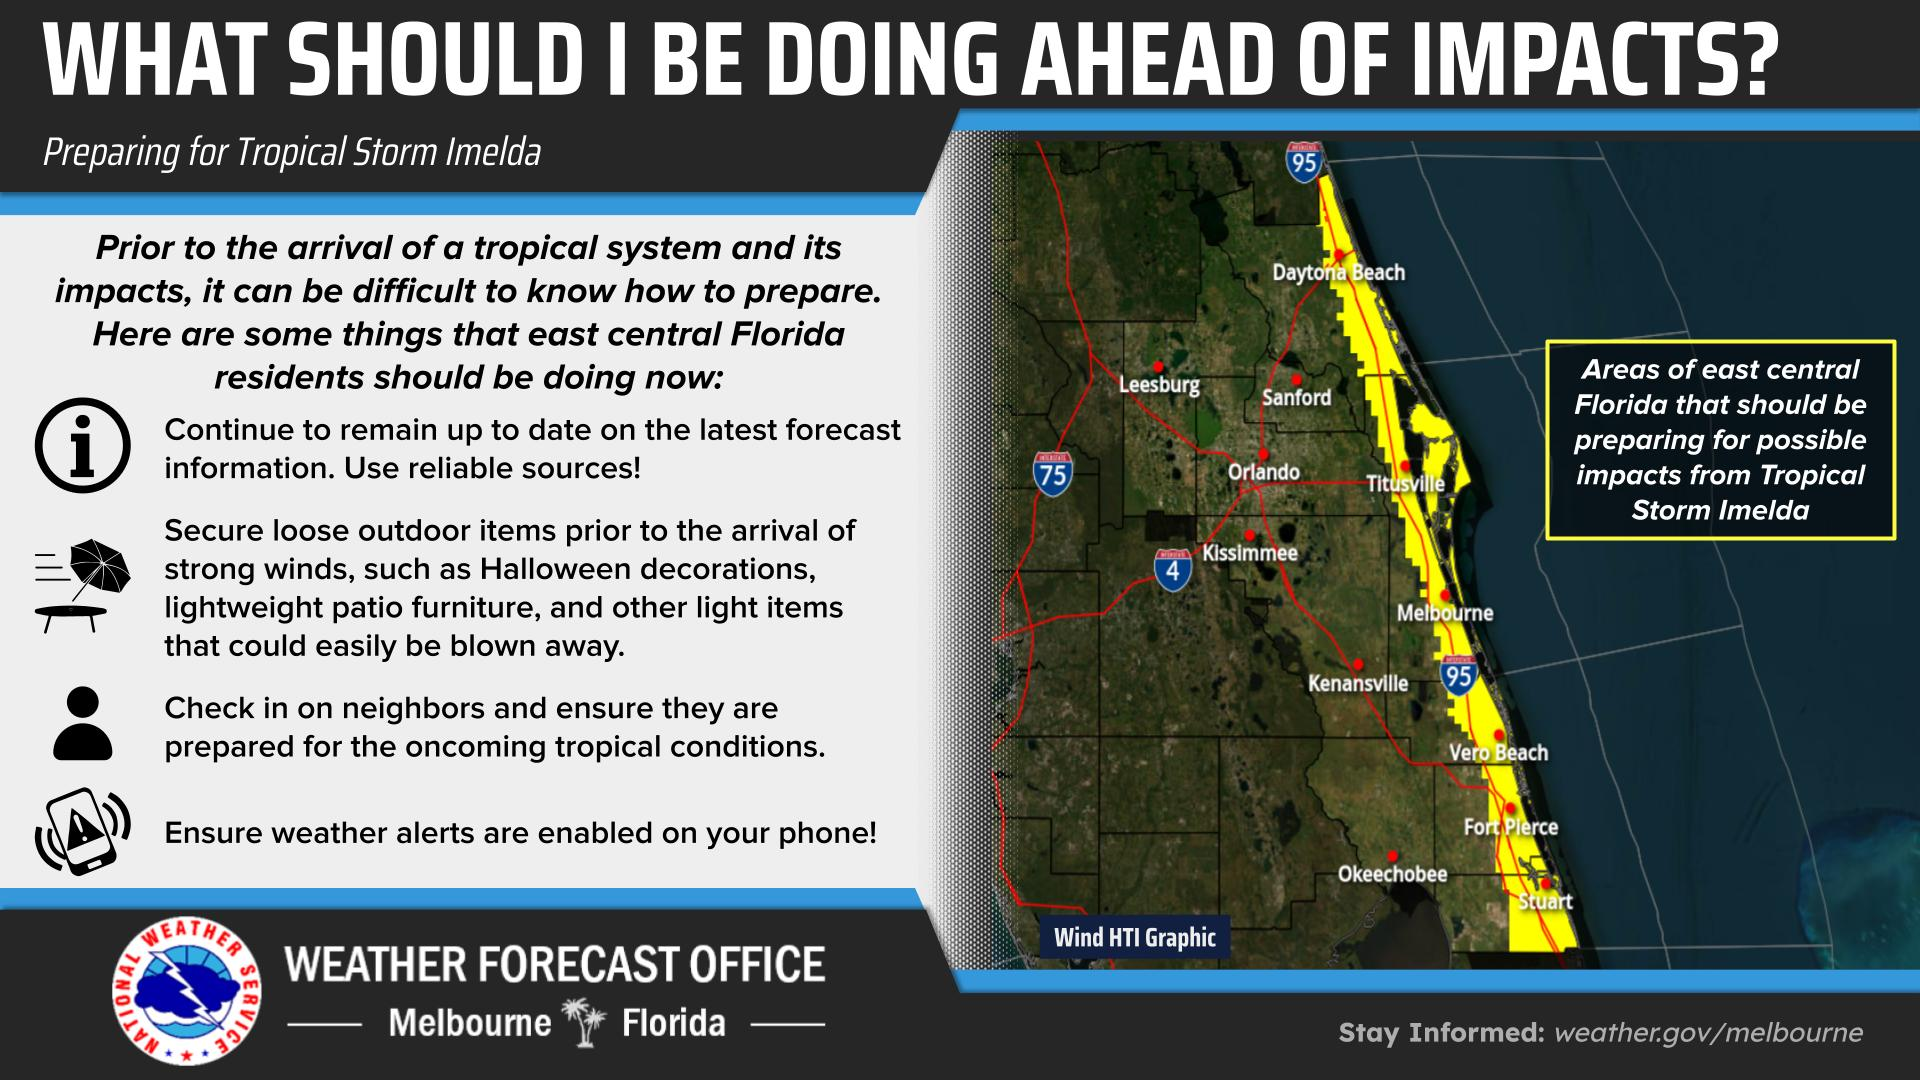 WHAT SHOULD I BE DOING AHEAD OF IMPACTS?
Preparing for Tropical Storm Imelda
Prior to the arrival of a tropical system and its
impacts, it can be difficult to know how to prepare.
Here are some things that east central Florida
residents should be doing now:
Continue to remain up to date on the latest forecast
information. Use reliable sources!
Secure loose outdoor items prior to the arrival of
strong winds, such as Halloween decorations,
lightweight patio furniture, and other light items
that could easily be blown away.
Check in on neighbors and ensure they are
prepared for the oncoming tropical conditions.
Ensure weather alerts are enabled on your phone!
INTERSTATE
95
Daytona Beach
Leesburg
Sanford
INTERSTATE
75
Orlando
Titusville
Kissimmee
INTERSTATE
4
Melbourne
INTERSTATE
95
Kenansville
Vero Beach
Fort Pierce
Okeechobee
Stuart
Areas of east central
Florida that should be
preparing for possible
impacts from Tropical
Storm Imelda
Wind HTI Graphic
NATIONAL WEATHER SERVICE
WEATHER FORECAST OFFICE
Melbourne Florida
Stay Informed: weather.gov/melbourne